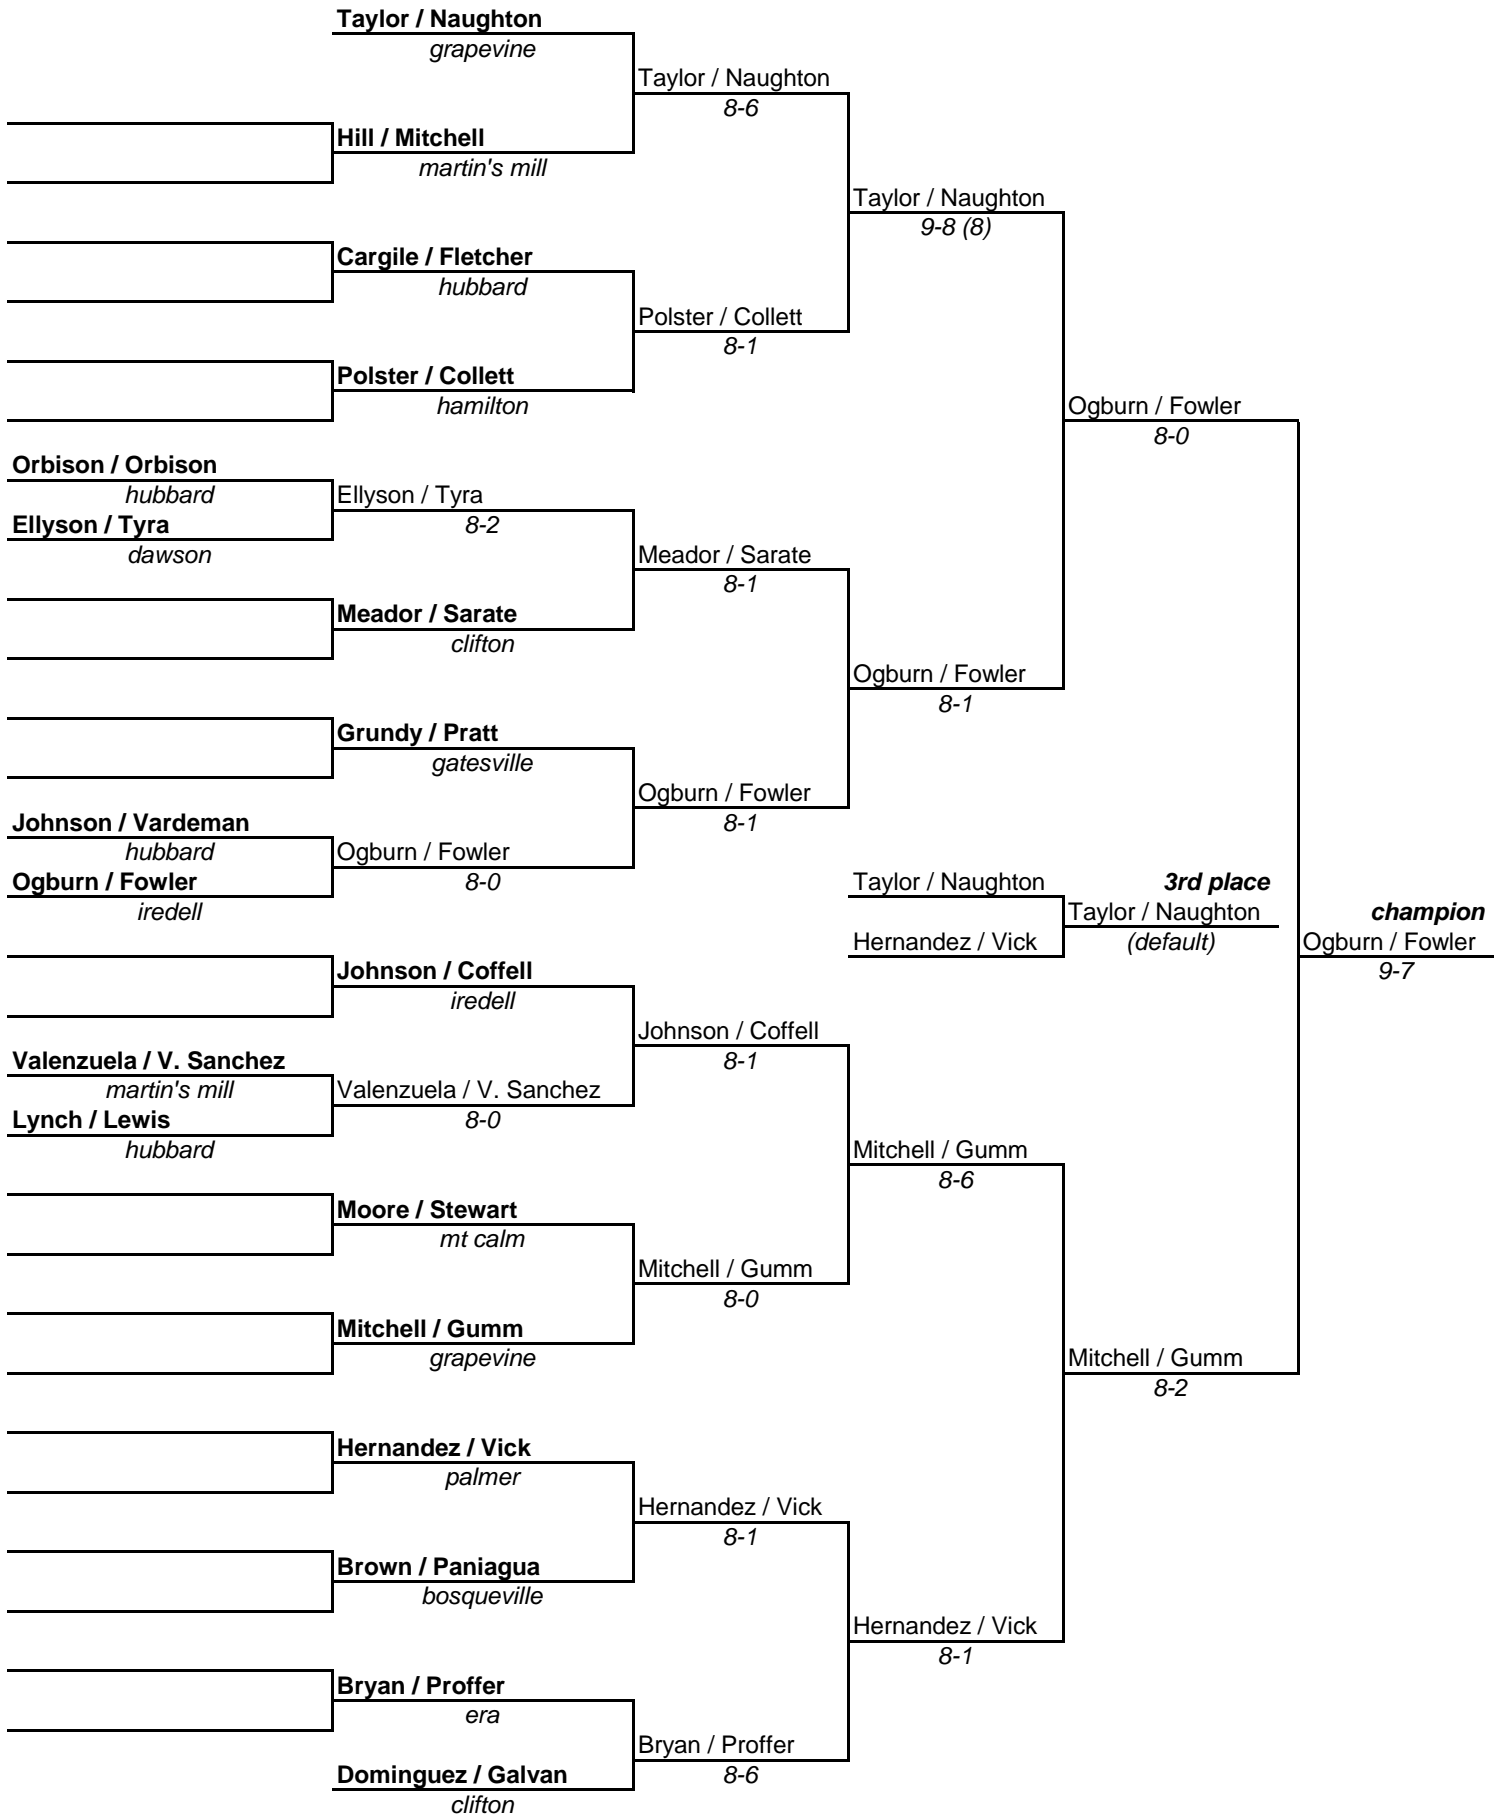 Taylor / Naughton
grapevine
Taylor / Naughton
8-6
Hill / Mitchell
martin's mill
Taylor / Naughton
9-8 (8)
Cargile / Fletcher
hubbard
Polster / Collett
8-1
Polster / Collett
hamilton
Ogburn / Fowler
8-0
Orbison / Orbison
hubbard
Ellyson / Tyra
8-2
Ellyson / Tyra
dawson
Meador / Sarate
8-1
Meador / Sarate
clifton
Ogburn / Fowler
8-1
Grundy / Pratt
gatesville
Ogburn / Fowler
8-1
Johnson / Vardeman
hubbard
Ogburn / Fowler
8-0
Ogburn / Fowler
iredell
Taylor / Naughton
3rd place
Taylor / Naughton
(default)
Hernandez / Vick
champion
Ogburn / Fowler
9-7
Johnson / Coffell
iredell
Johnson / Coffell
8-1
Valenzuela / V. Sanchez
martin's mill
Valenzuela / V. Sanchez
8-0
Lynch / Lewis
hubbard
Mitchell / Gumm
8-6
Moore / Stewart
mt calm
Mitchell / Gumm
8-0
Mitchell / Gumm
grapevine
Mitchell / Gumm
8-2
Hernandez / Vick
palmer
Hernandez / Vick
8-1
Brown / Paniagua
bosqueville
Hernandez / Vick
8-1
Bryan / Proffer
era
Bryan / Proffer
8-6
Dominguez / Galvan
clifton